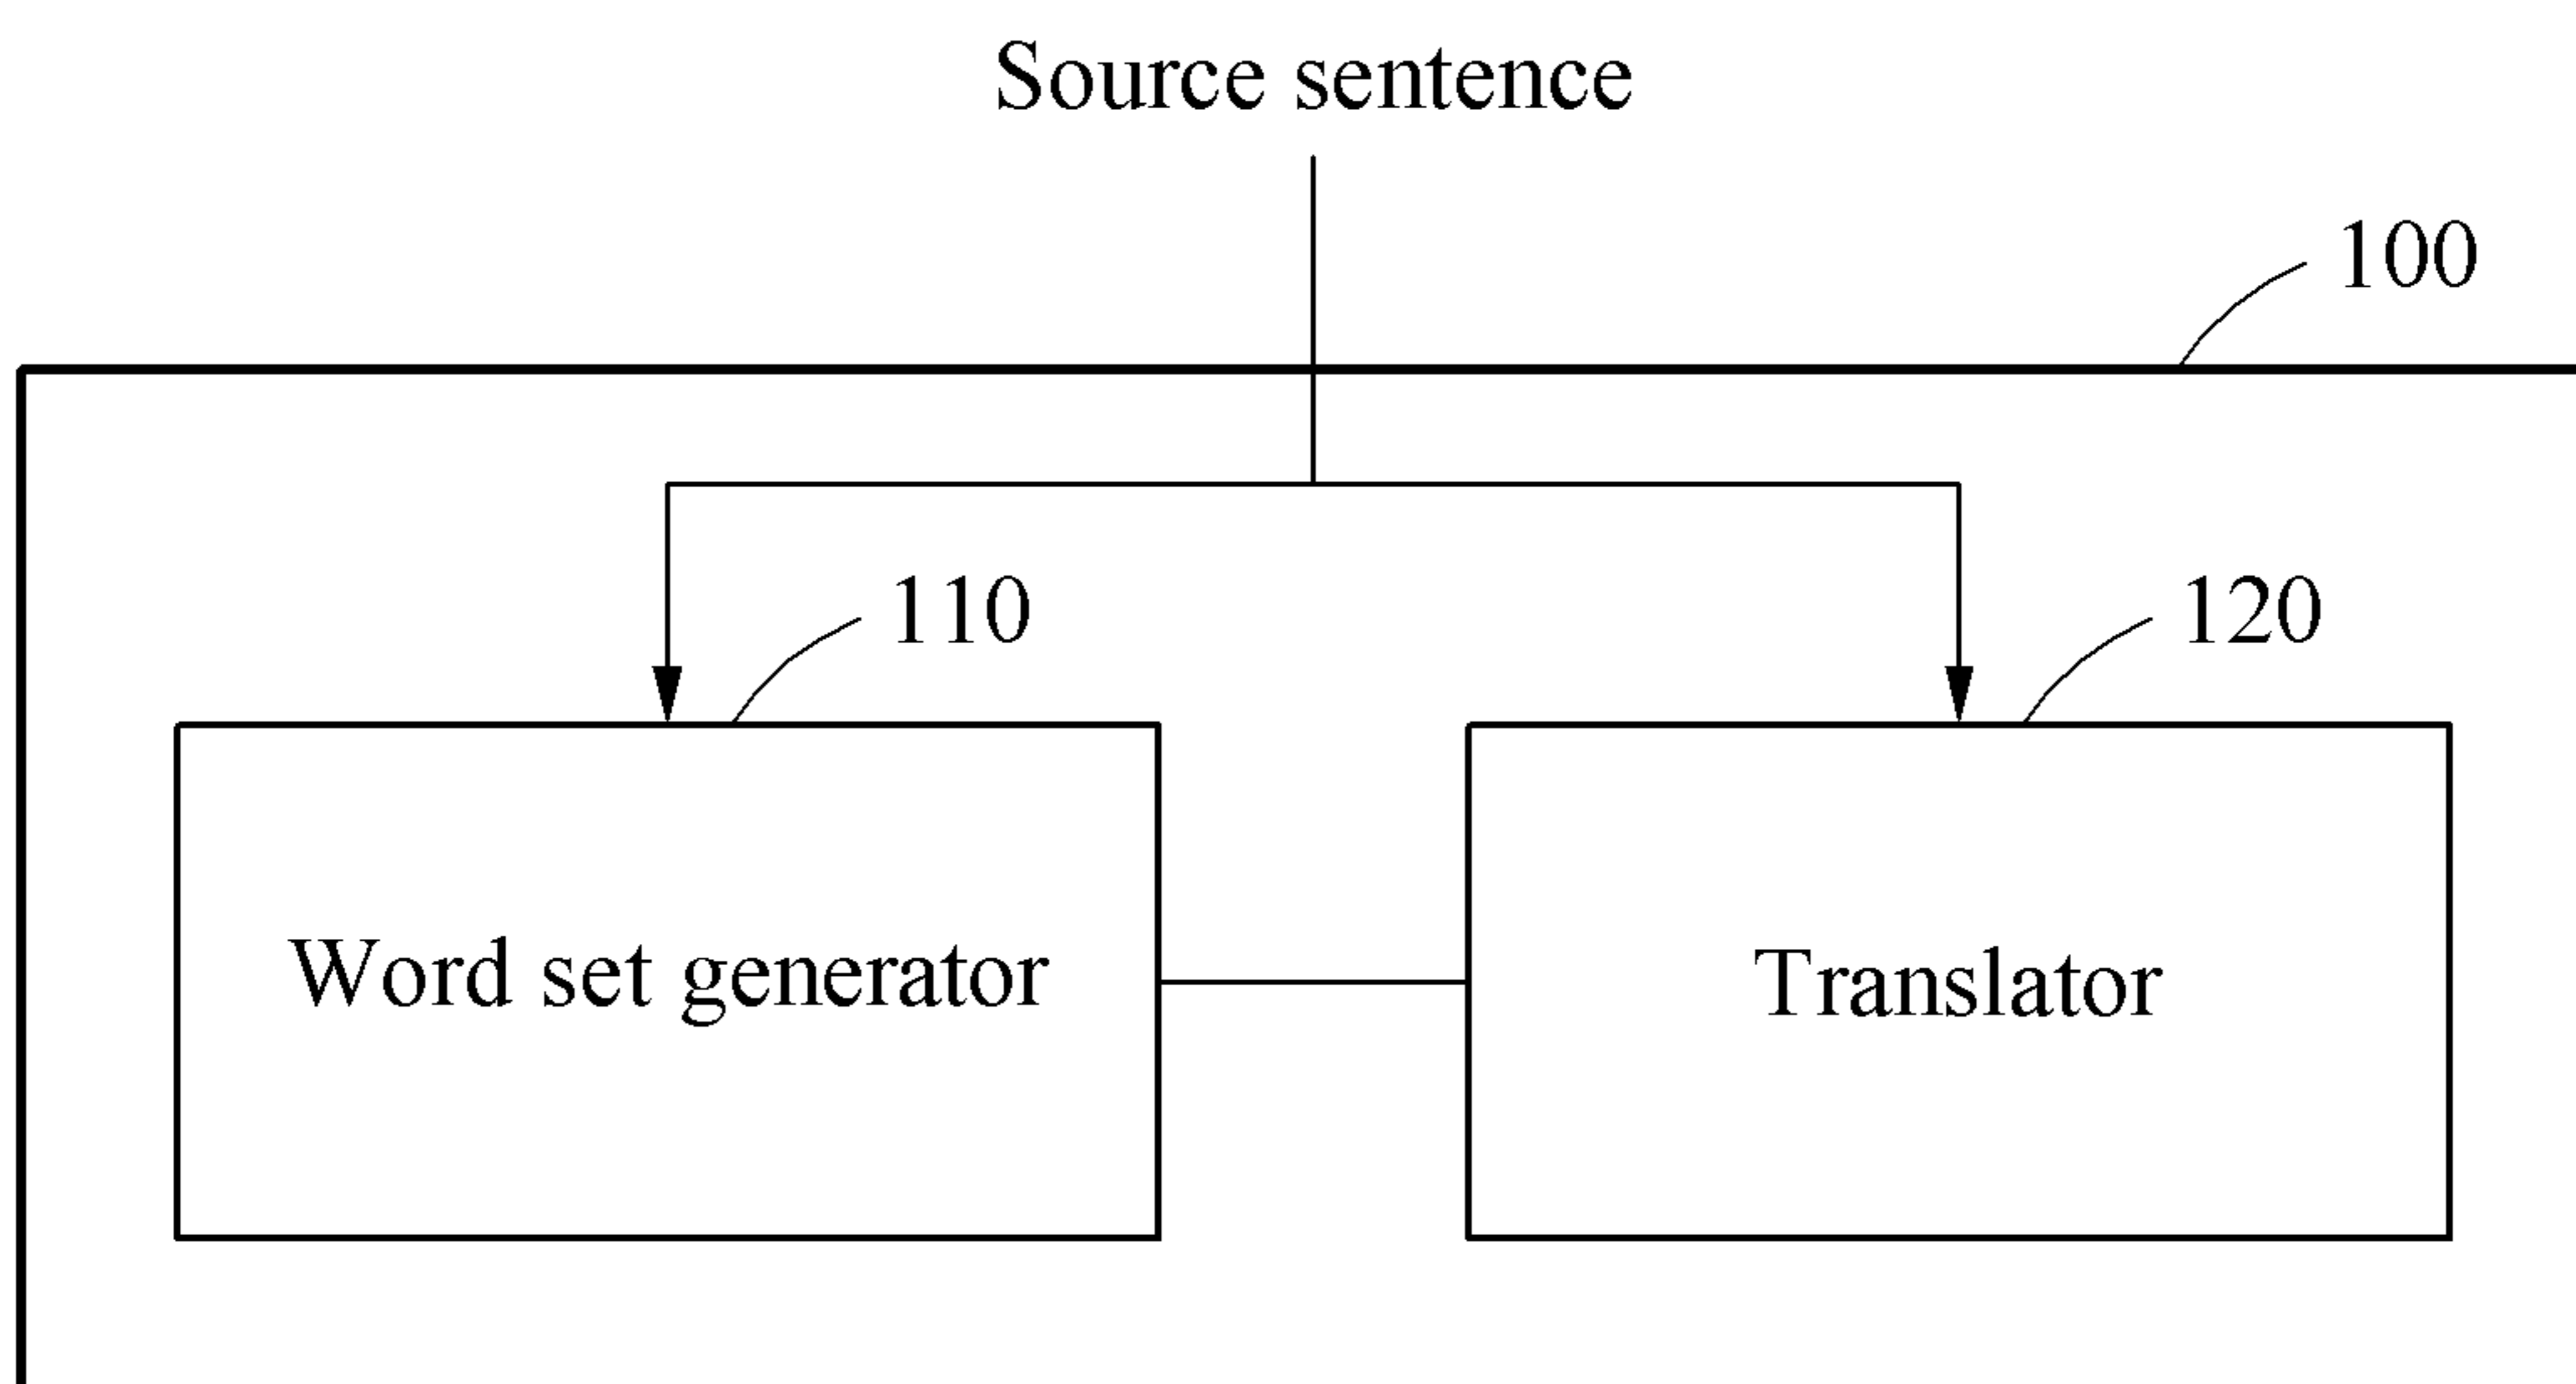 Source sentence
100
110
120
Word set generator
Translator